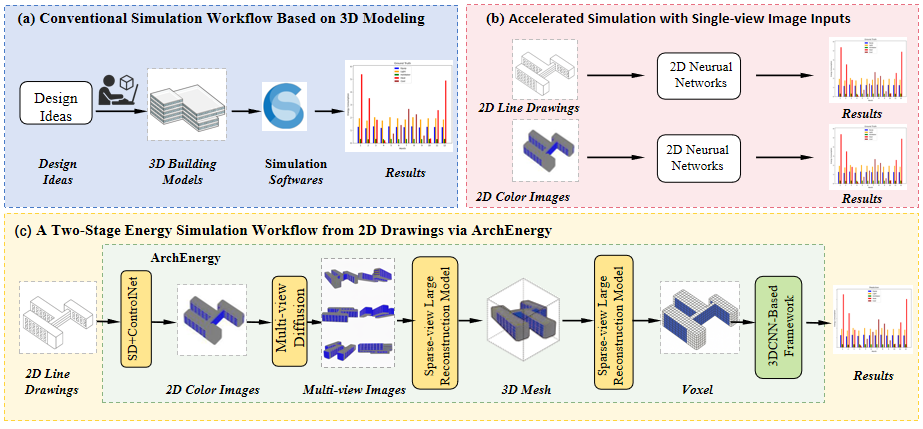 (a) Conventional Simulation Workflow Based on 3D Modeling
Design
Ideas
Design
Ideas
3D Building
Models
Simulation
Softwares
Results
(b) Accelerated Simulation with Single-view Image Inputs
2D Line Drawings
2D Neurual
Networks
Results
2D Color Images
2D Neurual
Networks
Results
(c) A Two-Stage Energy Simulation Workflow from 2D Drawings via ArchEnergy
ArchEnergy
2D Line
Drawings
SD+ControlNet
2D Color Images
Multi-view
Diffusion
Multi-view Images
Sparse-view Large
Reconstruction Model
3D Mesh
Sparse-view Large
Reconstruction Model
Voxel
3DCNN-Based
Framework
Results